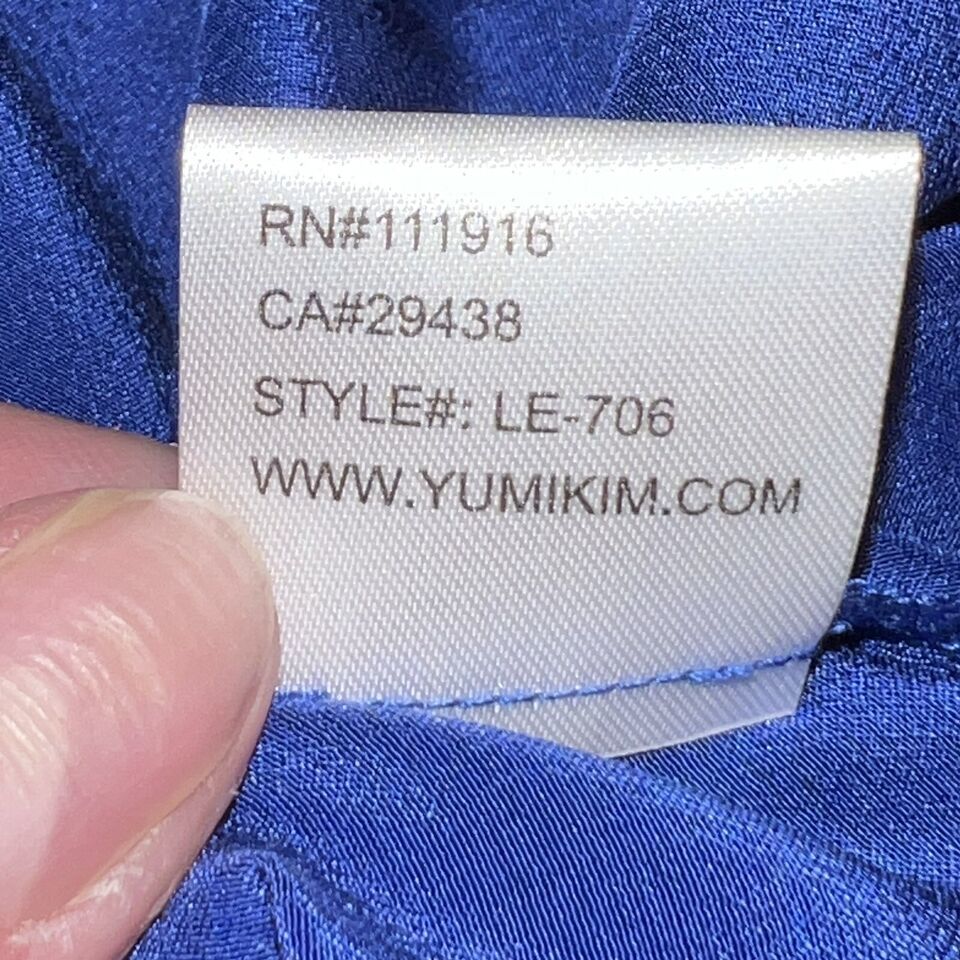 RN#111916
CA#29438
STYLE#: LE-706
WWW.YUMIKIM.COM